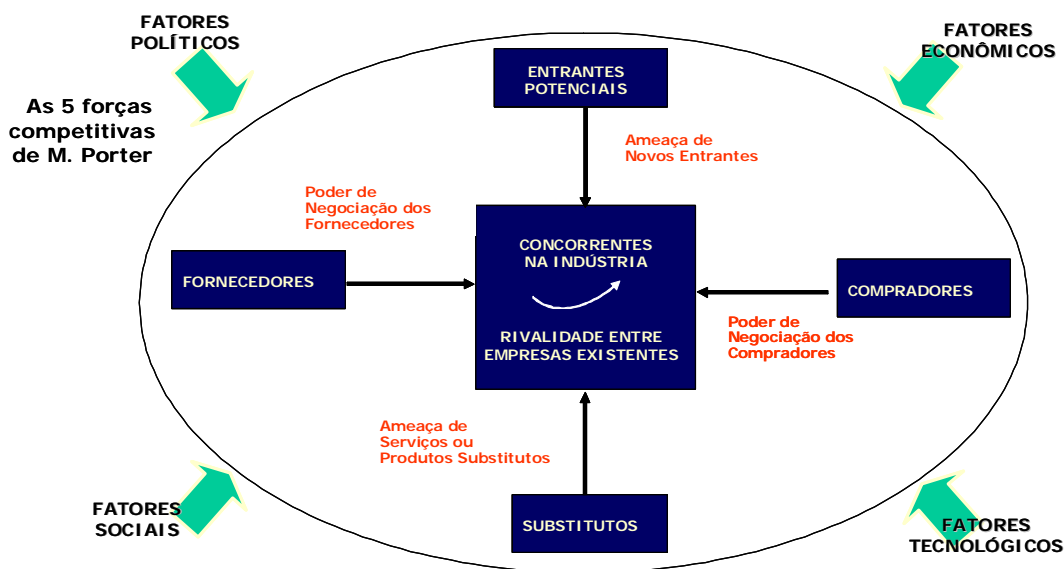 FATORES
POLÍTICOS
FATORES
ECONÔMICOS
As 5 forças
competitivas
de M. Porter
ENTRANTES
POTENCIAIS
Ameaça de
Novos Entrantes
Poder de
Negociação dos
Fornecedores
FORNECEDORES
CONCORRENTES
NA INDÚSTRIA
RIVALIDADE ENTRE
EMPRESAS EXISTENTES
COMPRADORES
Poder de
Negociação dos
Compradores
Ameaça de
Serviços ou
Produtos Substitutos
SUBSTITUTOS
FATORES
SOCIAIS
FATORES
TECNOLÓGICOS